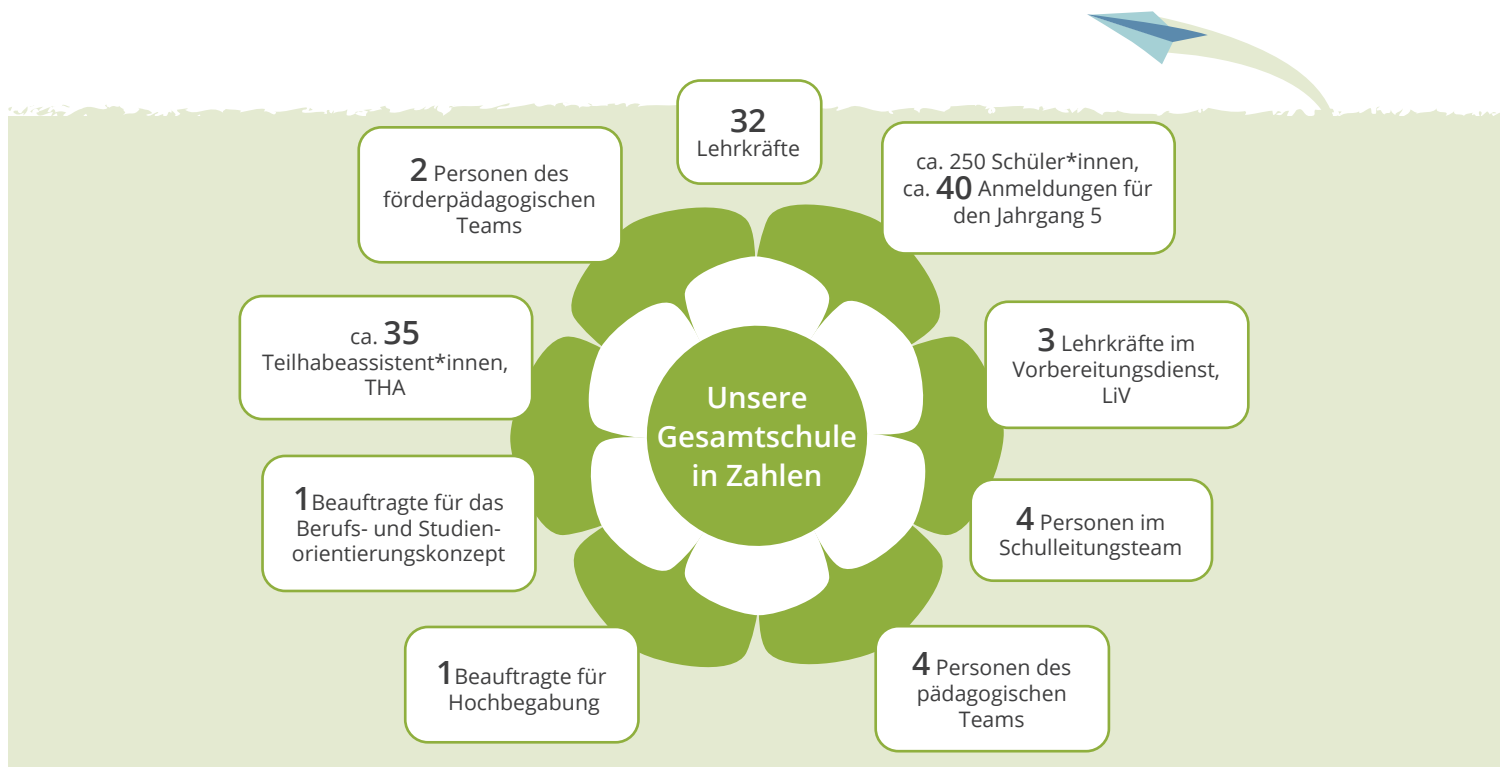 32
Lehrkräfte
ca. 250 Schüler*innen,
ca. 40 Anmeldungen für
den Jahrgang 5
3 Lehrkräfte im
Vorbereitungsdienst,
LiV
4 Personen im
Schulleitungsteam
4 Personen des
pädagogischen
Teams
1 Beauftragte für
Hochbegabung
1 Beauftragte für das
Berufs- und Studien-
orientierungskonzept
ca. 35
Teilhabeassistent*innen,
THA
2 Personen des
förderpädagogischen
Teams
Unsere
Gesamtschule
in Zahlen